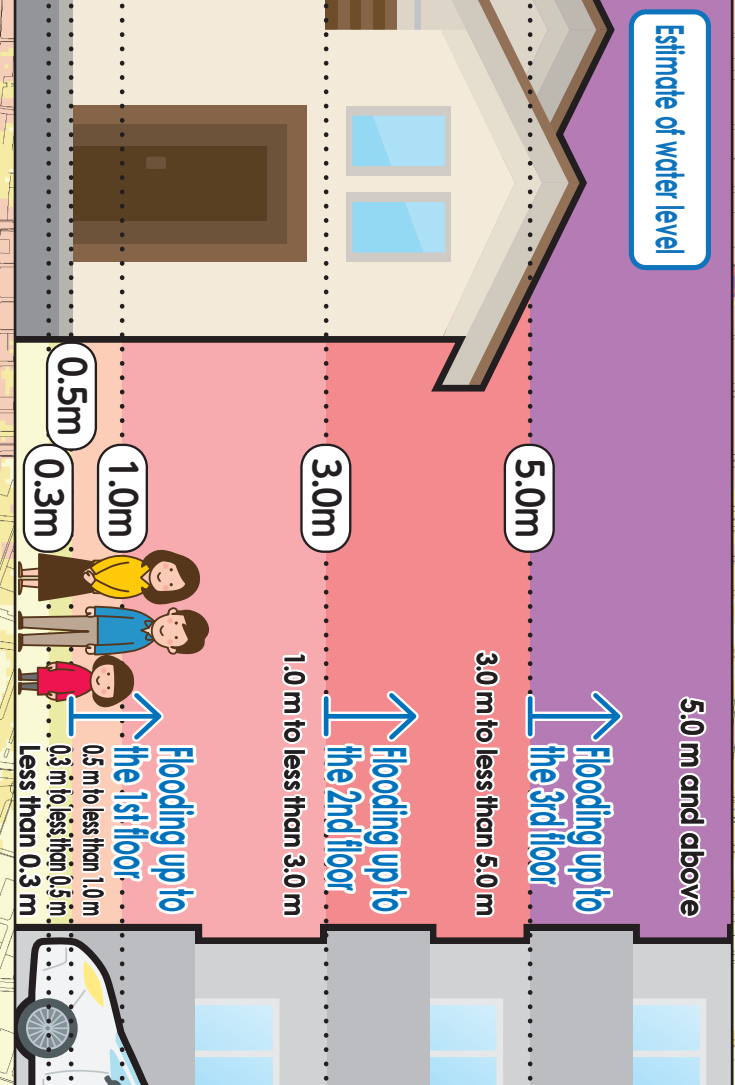 Estimate of water level
5.0 m and above
5.0m
Flooding up to
the 3rd floor
3.0 m to less than 5.0 m
3.0m
Flooding up to
the 2nd floor
1.0 m to less than 3.0 m
1.0m
Flooding up to
the 1st floor
0.5m
0.5 m to less than 1.0 m
0.3 m to less than 0.5 m
0.3m
Less than 0.3 m